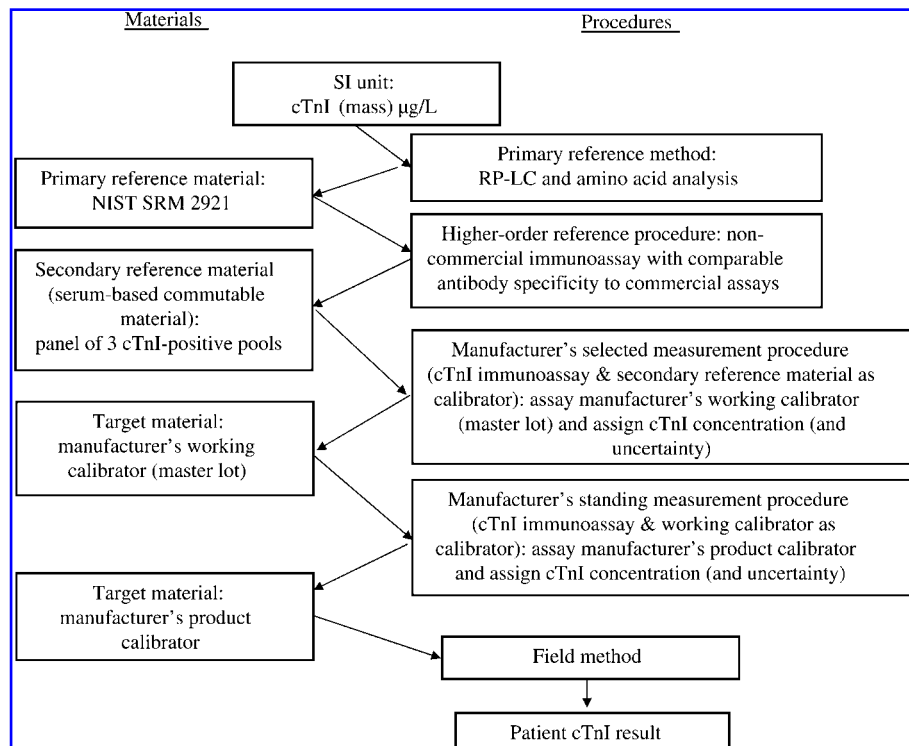 Materials
Procedures
SI unit:
cTnI (mass) µg/L
Primary reference method:
RP-LC and amino acid analysis
Primary reference material:
NIST SRM 2921
Higher-order reference procedure: non-
commercial immunoassay with comparable
antibody specificity to commercial assays
Secondary reference material
(serum-based commutable
material):
panel of 3 cTnI-positive pools
Manufacturer's selected measurement procedure
(cTnI immunoassay & secondary reference material as
calibrator): assay manufacturer's working calibrator
(master lot) and assign cTnI concentration (and
uncertainty)
Target material:
manufacturer's working
calibrator (master lot)
Manufacturer's standing measurement procedure
(cTnI immunoassay & working calibrator as
calibrator): assay manufacturer's product calibrator
and assign cTnI concentration (and uncertainty)
Target material:
manufacturer's product
calibrator
Field method
Patient cTnI result